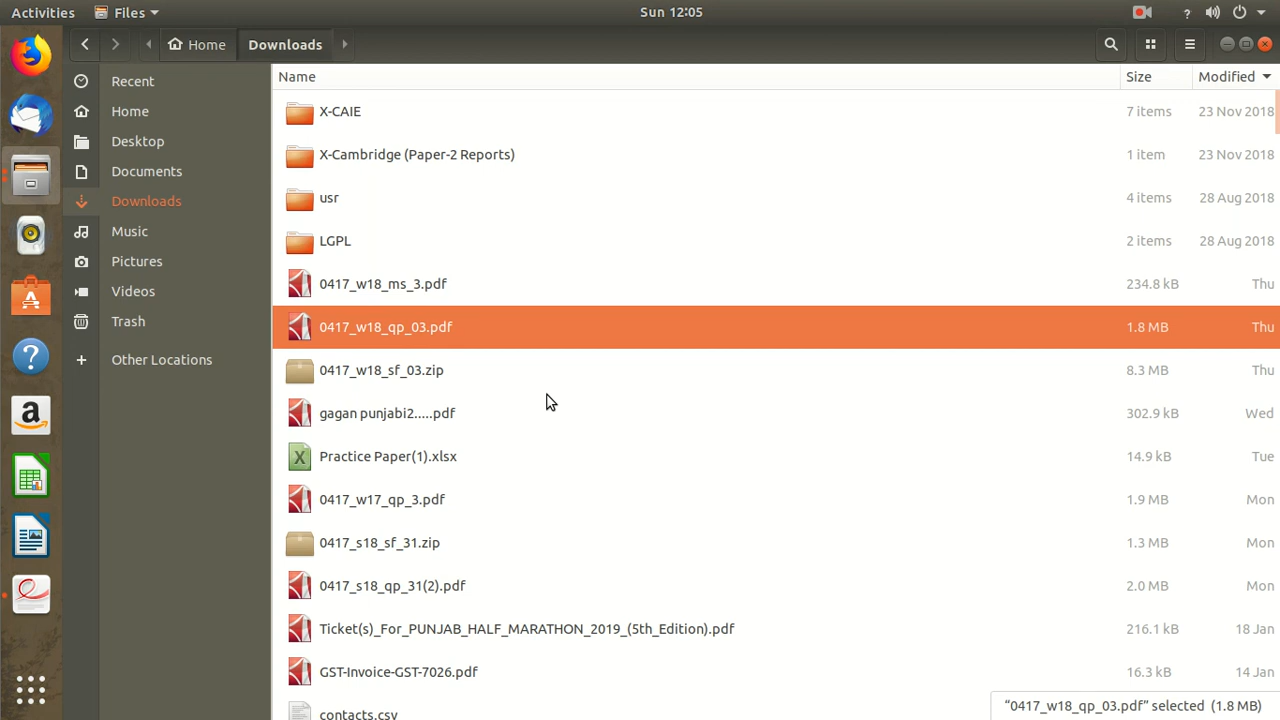 Activities Files Sun 12:05
Home Downloads
Name Size Modified
Recent
Home
Desktop
Documents
Downloads
Music
Pictures
Videos
Trash
+ Other Locations
X-CAIE 7 items 23 Nov 2018
X-Cambridge (Paper-2 Reports) 1 item 23 Nov 2018
usr 4 items 28 Aug 2018
LGPL 2 items 28 Aug 2018
0417_w18_ms_3.pdf 234.8 kB Thu
0417_w18_qp_03.pdf 1.8 MB Thu
0417_w18_sf_03.zip 8.3 MB Thu
gagan punjabi2.....pdf 302.9 kB Wed
Practice Paper(1).xlsx 14.9 kB Tue
0417_w17_qp_3.pdf 1.9 MB Mon
0417_s18_sf_31.zip 1.3 MB Mon
0417_s18_qp_31(2).pdf 2.0 MB Mon
Ticket(s)_For_PUNJAB_HALF_MARATHON_2019_(5th_Edition).pdf 216.1 kB 18 Jan
GST-Invoice-GST-7026.pdf 16.3 kB 14 Jan
contacts.csv
“0417_w18_qp_03.pdf” selected (1.8 MB)